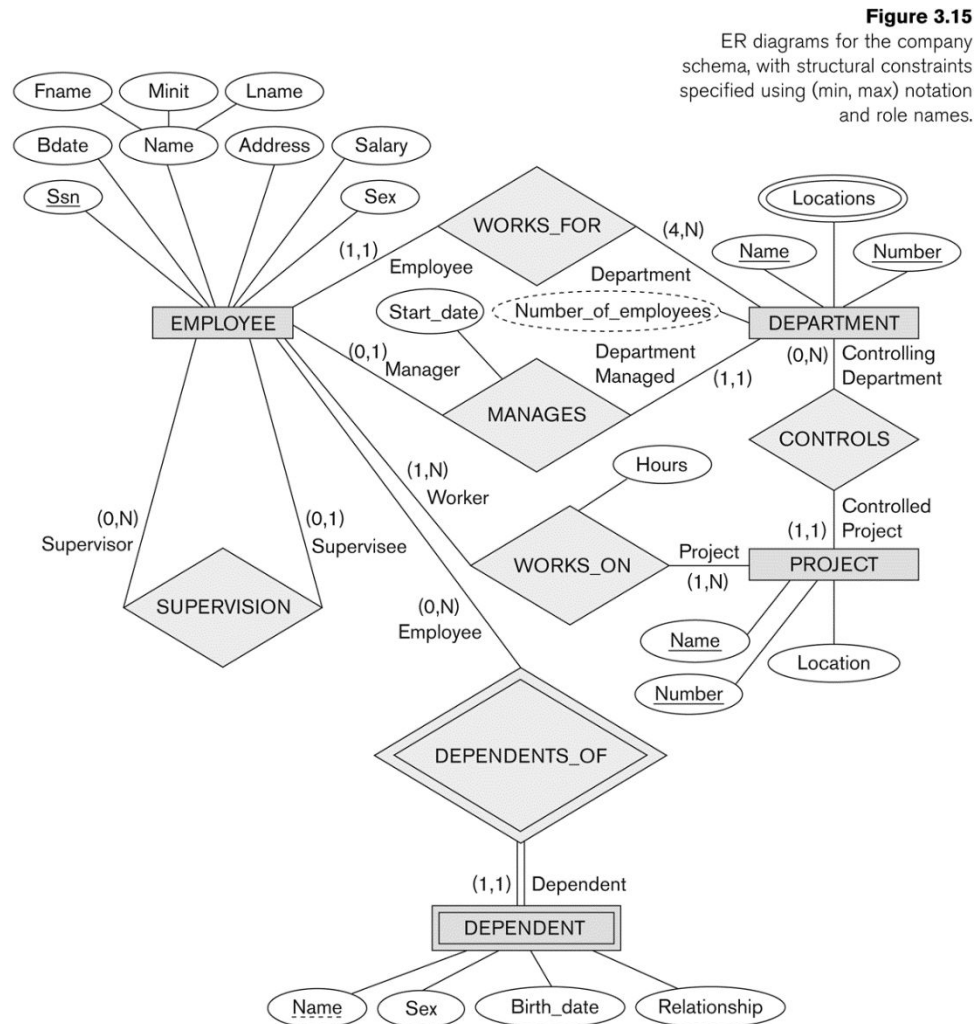 Figure 3.15
ER diagrams for the company
schema, with structural constraints
specified using (min, max) notation
and role names.
Fname
Minit
Lname
Bdate
Name
Address
Salary
Ssn
Sex
WORKS_FOR
Locations
Name
Number
(1,1)
Employee
(4,N)
Department
Start_date
Number_of_employees
EMPLOYEE
DEPARTMENT
(0,1)
Manager
Department
Managed
(1,1)
(0,N)
Controlling
Department
MANAGES
CONTROLS
(1,N)
Worker
Hours
(0,N)
Supervisor
(0,1)
Supervisee
Controlled
Project
(1,1)
WORKS_ON
Project
(1,N)
PROJECT
SUPERVISION
(0,N)
Employee
Name
Number
Location
DEPENDENTS_OF
(1,1)
Dependent
DEPENDENT
Name
Sex
Birth_date
Relationship